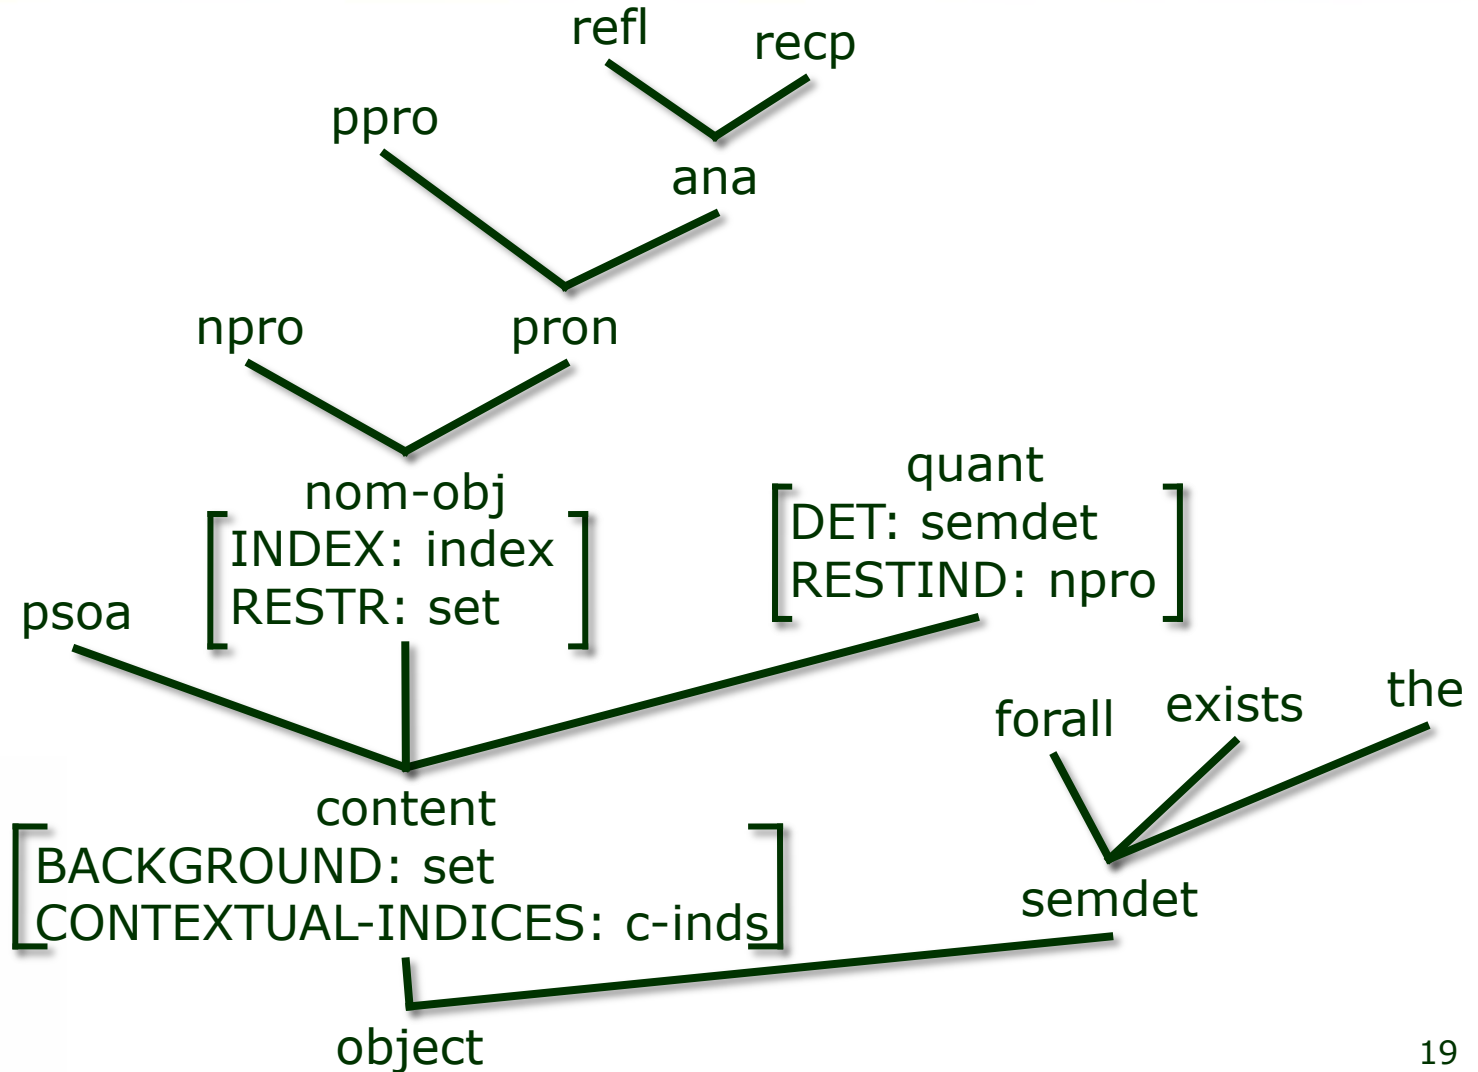 refl
recp
ppro
ana
npro
pron
nom-obj
INDEX: index
RESTR: set
quant
DET: semdet
RESTIND: npro
psoa
forall
exists
the
content
BACKGROUND: set
CONTEXTUAL-INDICES: c-inds
semdet
object
19